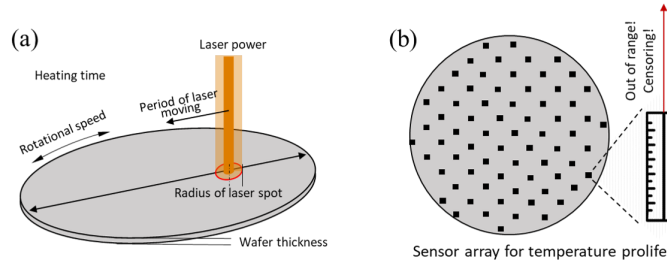 (a)
Laser power
Heating time
Period of laser
moving
Rotational speed
Radius of laser spot
Wafer thickness
(b)
Out of range!
Censoring!
Sensor array for temperature prolife